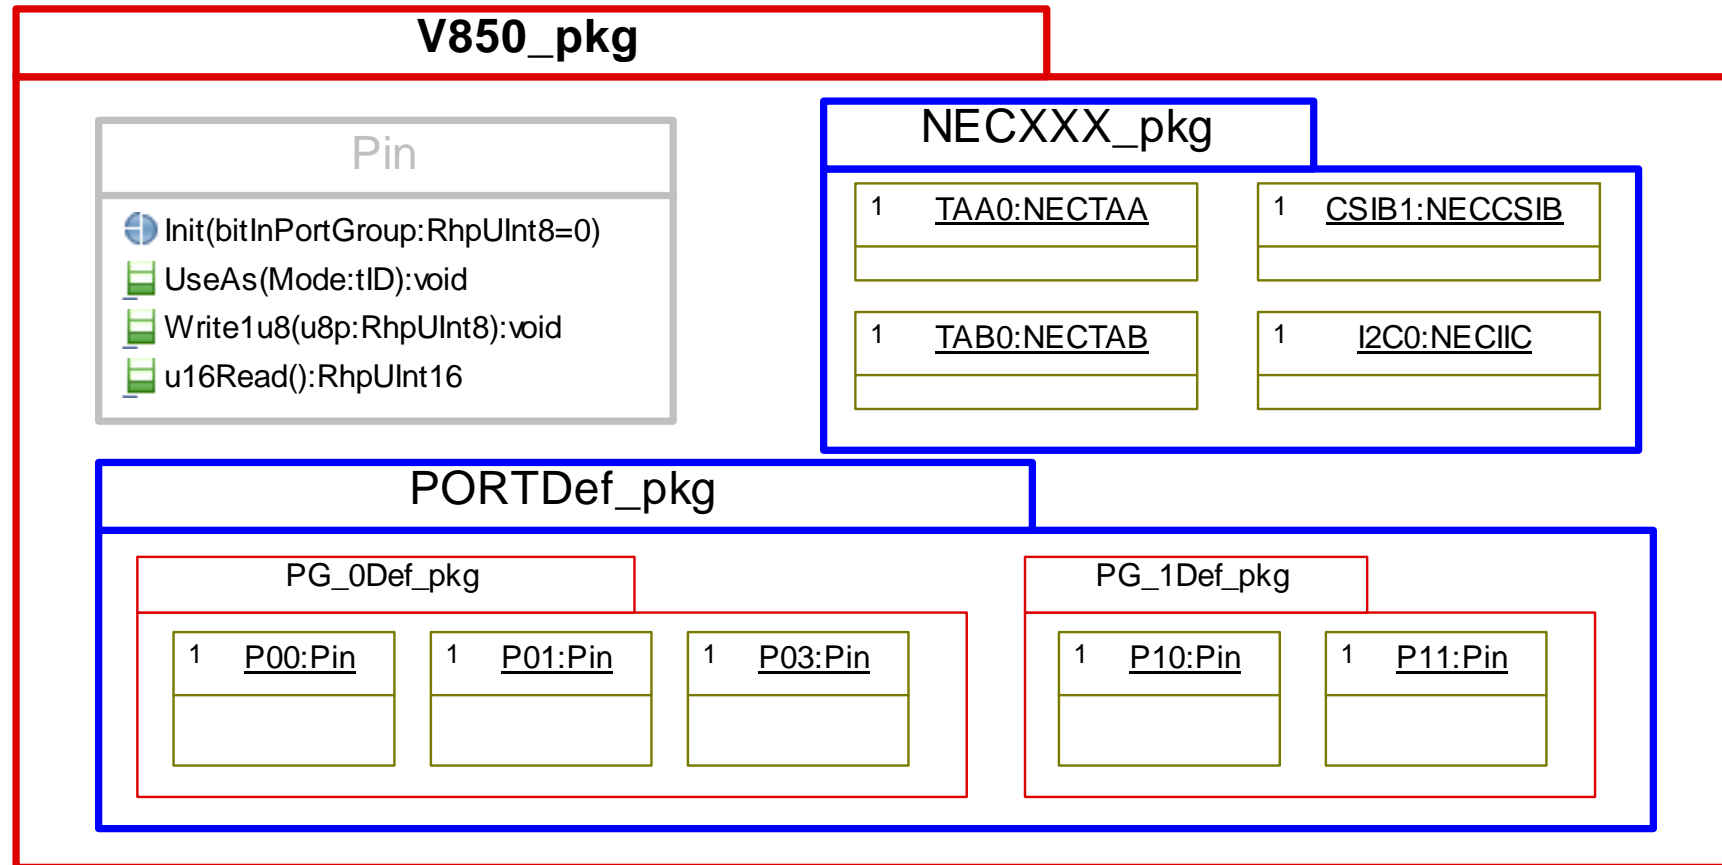 V850_pkg
Pin
Init(bitInPortGroup:RhpUInt8=0)
UseAs(Mode:tID):void
Write1u8(u8p:RhpUInt8):void
u16Read():RhpUInt16
NECXXX_pkg
1 TAA0:NECTAA
1 CSIB1:NECCSIB
1 TAB0:NECTAB
1 I2C0:NECIIC
PORTDef_pkg
PG_0Def_pkg
1 P00:Pin
1 P01:Pin
1 P03:Pin
PG_1Def_pkg
1 P10:Pin
1 P11:Pin